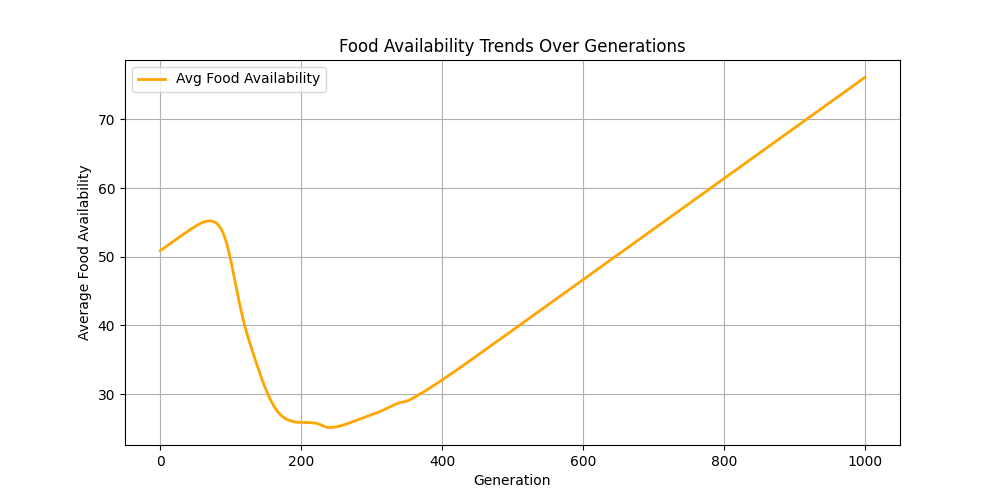 Food Availability Trends Over Generations
Avg Food Availability
Average Food Availability
70
60
50
40
30
0 200 400 600 800 1000
Generation